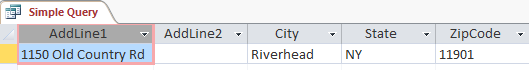 Simple Query
AddLine1 AddLine2 City State ZipCode
1150 Old Country Rd Riverhead NY 11901